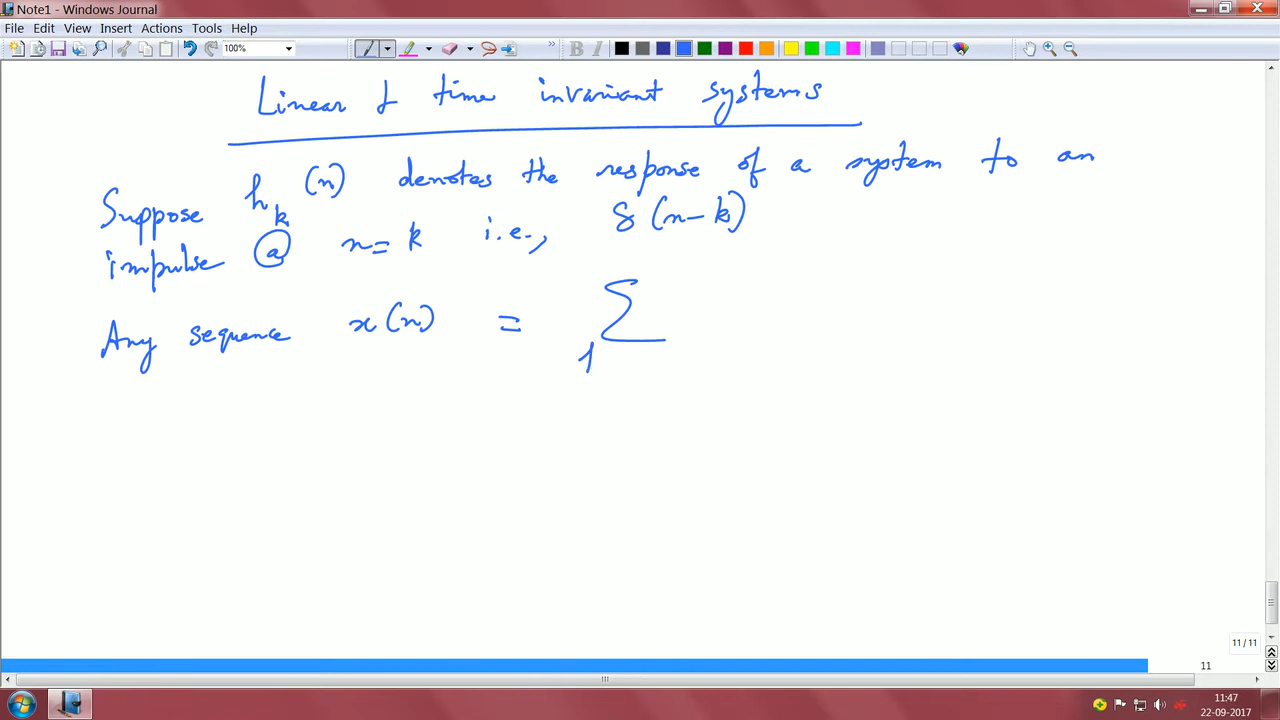 Note1 - Windows Journal
File Edit View Insert Actions Tools Help
100%
Linear & time invariant systems
Suppose h_k (n) denotes the response of a system to an
impulse @ n = k i.e., δ (n - k)
Any sequence x(n) = Σ
11 / 11
11
11:47
22-09-2017